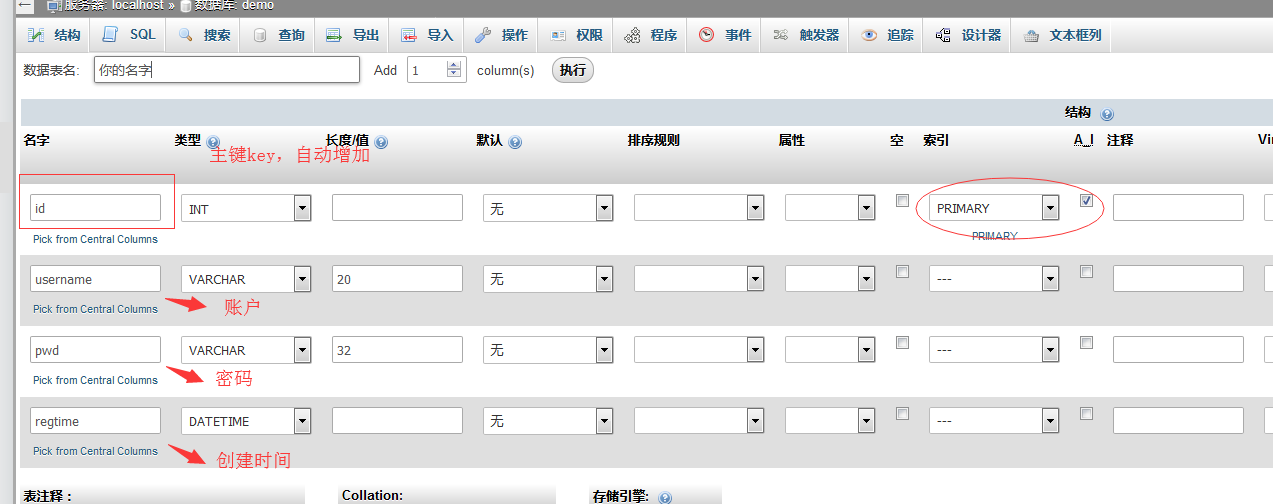 服务器: localhost » 数据库: demo
结构 SQL 搜索 查询 导出 导入 操作 权限 程序 事件 触发器 追踪 设计器 文本框列
数据表名: 你的名字 Add 1 column(s) 执行
结构
名字 类型 长度/值 默认 排序规则 属性 空 索引 A_I 注释
主键key，自动增加
id INT 无 PRIMARY
Pick from Central Columns PRIMARY
username VARCHAR 20 无 ---
Pick from Central Columns 账户
pwd VARCHAR 32 无 ---
Pick from Central Columns 密码
regtime DATETIME 无 ---
Pick from Central Columns 创建时间
表注释： Collation: 存储引擎: